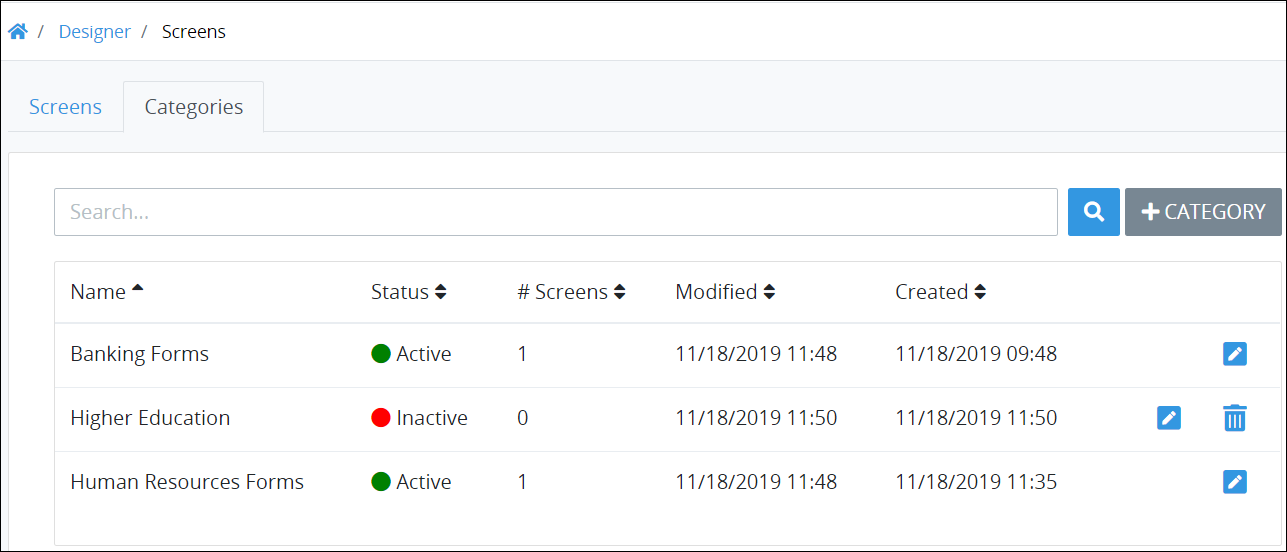 / Designer / Screens
Screens Categories
Search...
CATEGORY
Name Status # Screens Modified Created
Banking Forms Active 1 11/18/2019 11:48 11/18/2019 09:48
Higher Education Inactive 0 11/18/2019 11:50 11/18/2019 11:50
Human Resources Forms Active 1 11/18/2019 11:48 11/18/2019 11:35